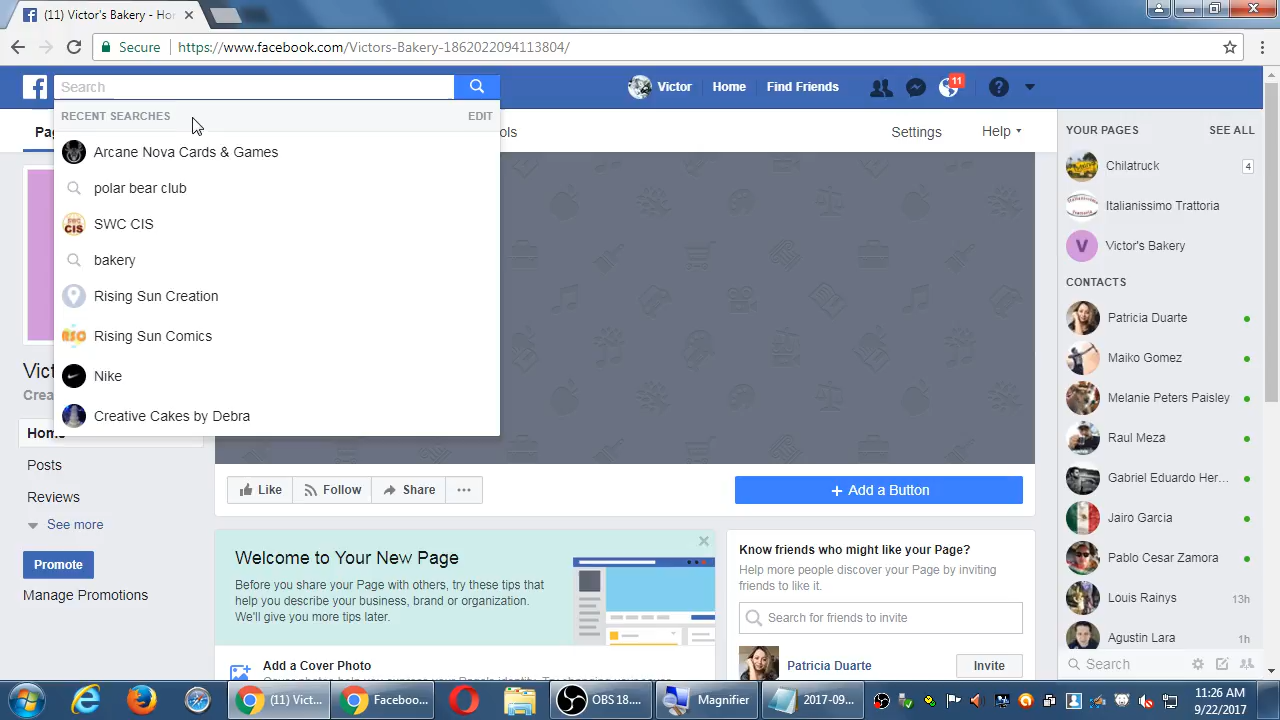 (11) Victor's Bakery - Ho
Secure https://www.facebook.com/Victors-Bakery-1862022094113804/
Search
Victor Home Find Friends 11
RECENT SEARCHES EDIT
Arcane Nova Cards & Games
polar bear club
SWC CIS
bakery
Rising Sun Creation
Rising Sun Comics
Nike
Creative Cakes by Debra
Settings Help
YOUR PAGES SEE ALL
Chilatruck 4
Italianissimo Trattoria
V Victor's Bakery
CONTACTS
Patricia Duarte
Maiko Gomez
Melanie Peters Paisley
Raul Meza
Gabriel Eduardo Her...
Jairo Garcia
Pablo Cesar Zamora
Louis Rainys 13h
Agustin Lara 1h
Search
Home
Posts
Reviews
See more
Promote
Manage Promotions
Like Follow Share ...
+ Add a Button
Welcome to Your New Page
Before you share your Page with others, try these tips that
help you describe your business, brand or organization.
We'll give you more tips later.
Add a Cover Photo
Know friends who might like your Page?
Help more people discover your Page by inviting
friends to like it.
Search for friends to invite
Patricia Duarte Invite
(11) Vict... Facebo... OBS 18.... Magnifier 2017-09...
11:26 AM
9/22/2017